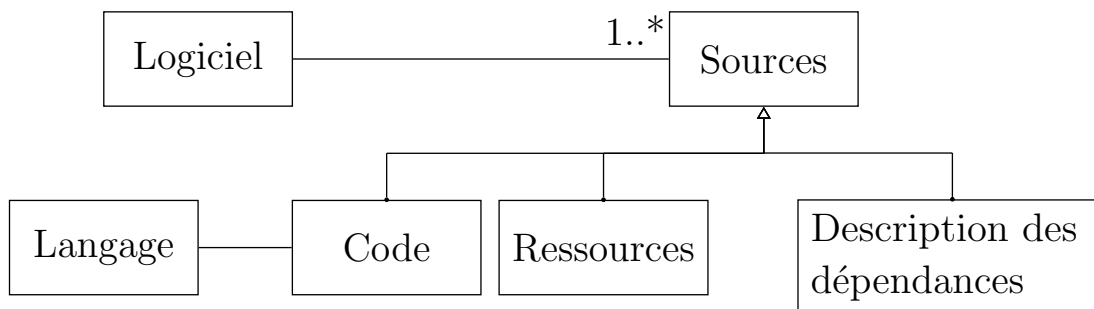 Logiciel
1..*
Sources
Langage
Code
Ressources
Description des
dépendances